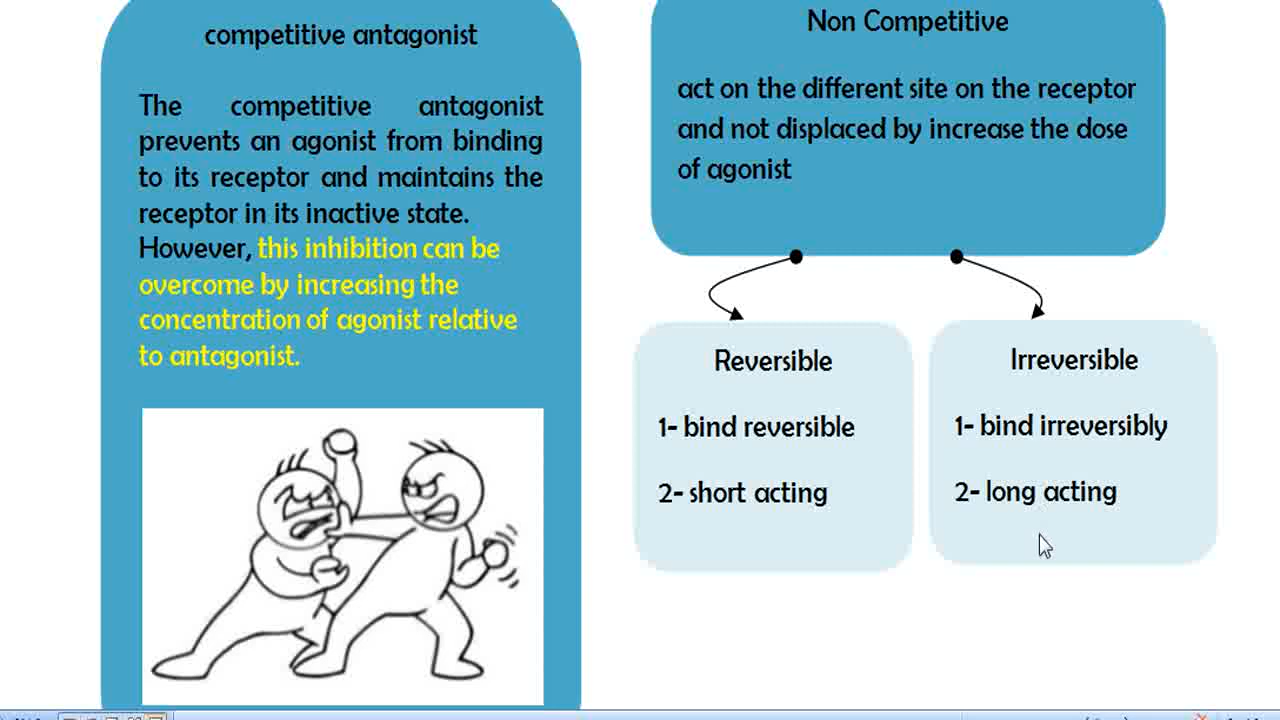 competitive antagonist
The competitive antagonist
prevents an agonist from binding
to its receptor and maintains the
receptor in its inactive state.
However, this inhibition can be
overcome by increasing the
concentration of agonist relative
to antagonist.
Non Competitive
act on the different site on the receptor
and not displaced by increase the dose
of agonist
Reversible
1- bind reversible
2- short acting
Irreversible
1- bind irreversibly
2- long acting